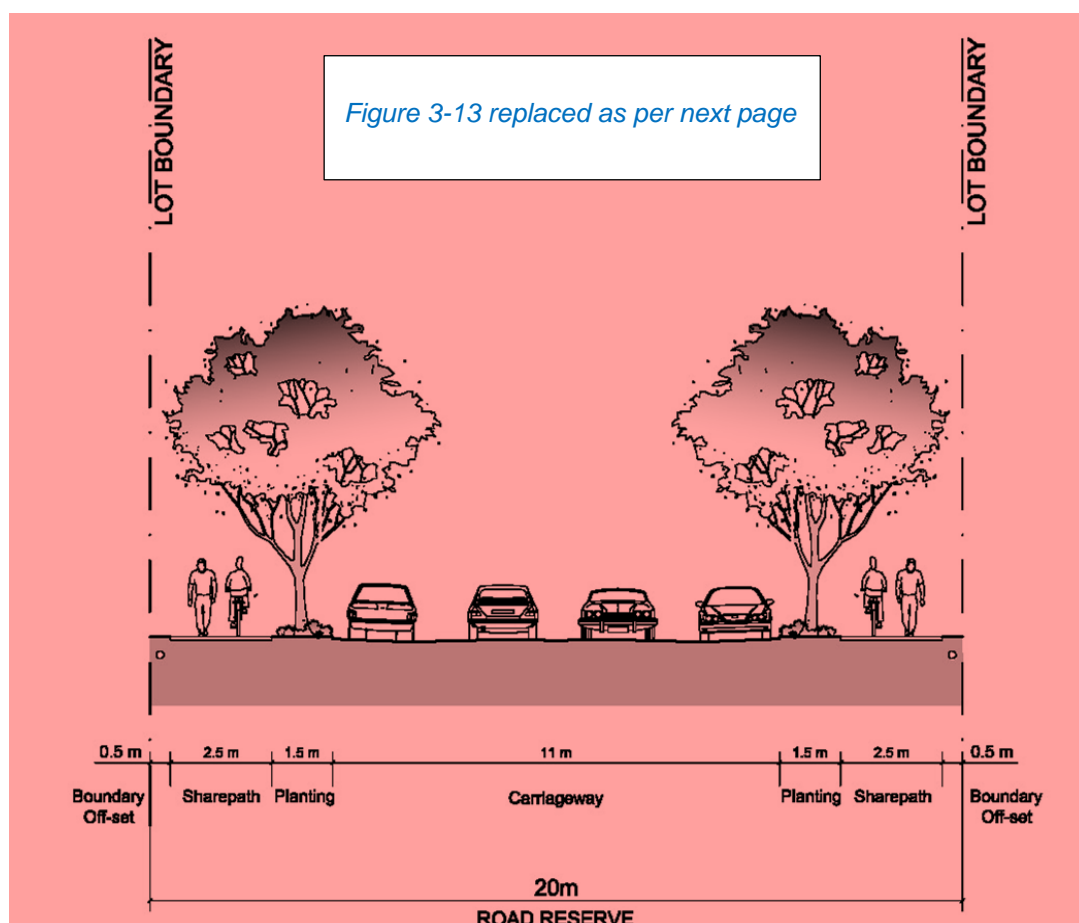 LOT BOUNDARY
LOT BOUNDARY
Figure 3-13 replaced as per next page
0.5 m
2.5 m
1.5 m
11 m
1.5 m
2.5 m
0.5 m
Boundary
Off-set
Sharepath
Planting
Carriageway
Planting
Sharepath
Boundary
Off-set
20m
ROAD RESERVE